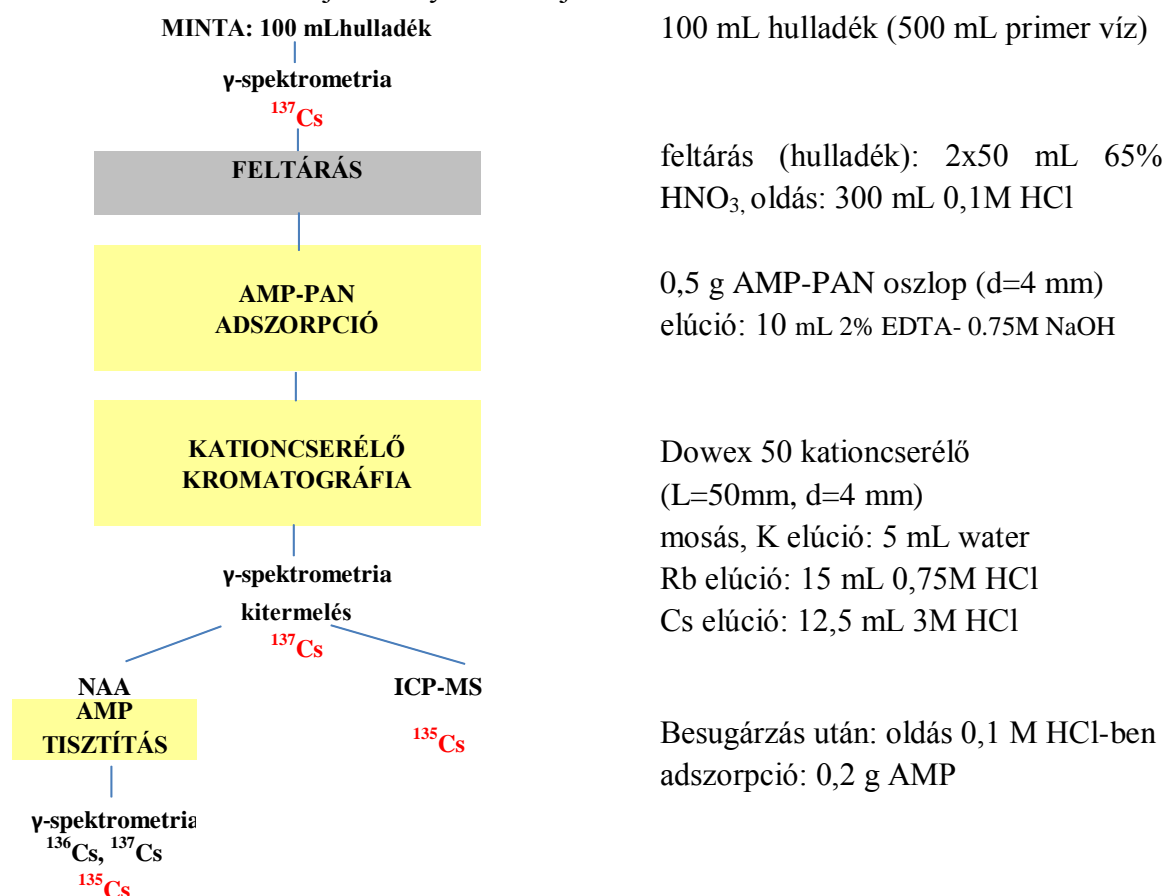 MINTA: 100 mLhulladék
100 mL hulladék (500 mL primer víz)
γ-spektrometria
¹³⁷Cs
FELTÁRÁS
feltárás (hulladék): 2x50 mL 65%
HNO₃, oldás: 300 mL 0,1M HCl
AMP-PAN
ADSZORPCIÓ
0,5 g AMP-PAN oszlop (d=4 mm)
elúció: 10 mL 2% EDTA- 0.75M NaOH
KATIONCSERÉLŐ
KROMATOGRÁFIA
Dowex 50 kationcserélő
(L=50mm, d=4 mm)
mosás, K elúció: 5 mL water
Rb elúció: 15 mL 0,75M HCl
Cs elúció: 12,5 mL 3M HCl
γ-spektrometria
kitermelés
¹³⁷Cs
NAA
ICP-MS
AMP
TISZTÍTÁS
¹³⁵Cs
Besugárzás után: oldás 0,1 M HCl-ben
adszorpció: 0,2 g AMP
γ-spektrometria
¹³⁶Cs, ¹³⁷Cs
¹³⁵Cs